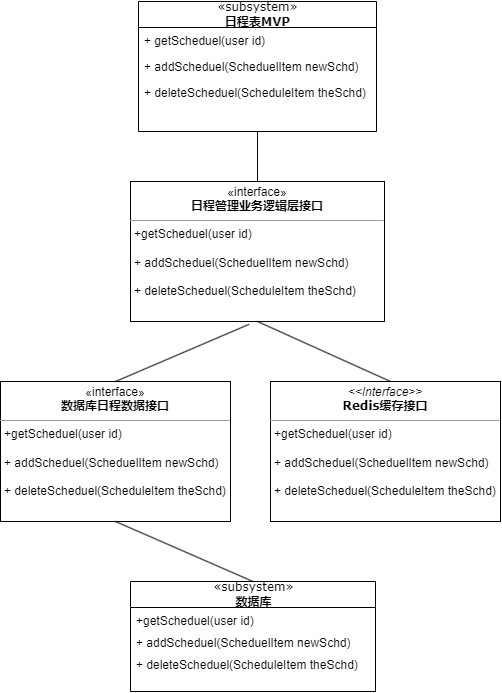 «subsystem»
日程表MVP
+ getScheduel(user id)
+ addScheduel(ScheduelItem newSchd)
+ deleteScheduel(ScheduleItem theSchd)
«interface»
日程管理业务逻辑层接口
+getScheduel(user id)
+ addScheduel(ScheduelItem newSchd)
+ deleteScheduel(ScheduleItem theSchd)
«interface»
数据库日程数据接口
+getScheduel(user id)
+ addScheduel(ScheduelItem newSchd)
+ deleteScheduel(ScheduleItem theSchd)
<<Interface>>
Redis缓存接口
+getScheduel(user id)
+ addScheduel(ScheduelItem newSchd)
+ deleteScheduel(ScheduleItem theSchd)
«subsystem»
数据库
+getScheduel(user id)
+ addScheduel(ScheduelItem newSchd)
+ deleteScheduel(ScheduleItem theSchd)